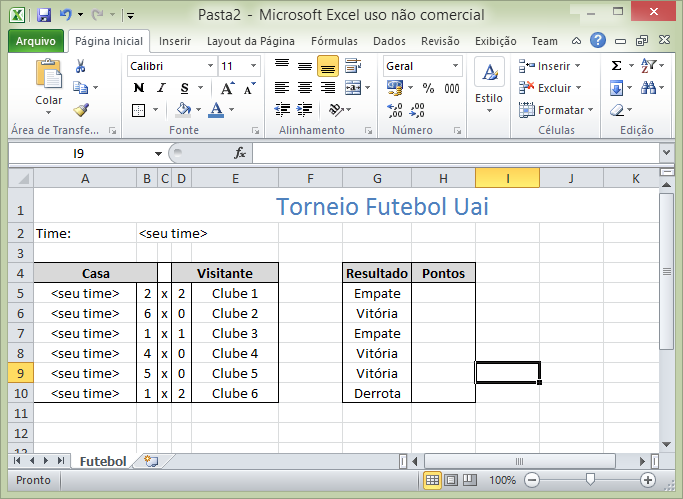 Pasta2 - Microsoft Excel uso não comercial
Arquivo Página Inicial Inserir Layout da Página Fórmulas Dados Revisão Exibição Team
Calibri 11 Geral Inserir Σ
Colar N I S A A % 000 Estilo Excluir
Formatar
Área de Transfe... Fonte Alinhamento Número Células Edição
I9 fx
A B C D E F G H I J K
1 Torneio Futebol Uai
2 Time: <seu time>
3
4 Casa Visitante Resultado Pontos
5 <seu time> 2 x 2 Clube 1 Empate
6 <seu time> 6 x 0 Clube 2 Vitória
7 <seu time> 1 x 1 Clube 3 Empate
8 <seu time> 4 x 0 Clube 4 Vitória
9 <seu time> 5 x 0 Clube 5 Vitória
10 <seu time> 1 x 2 Clube 6 Derrota
11
12
13
Futebol
Pronto 100%